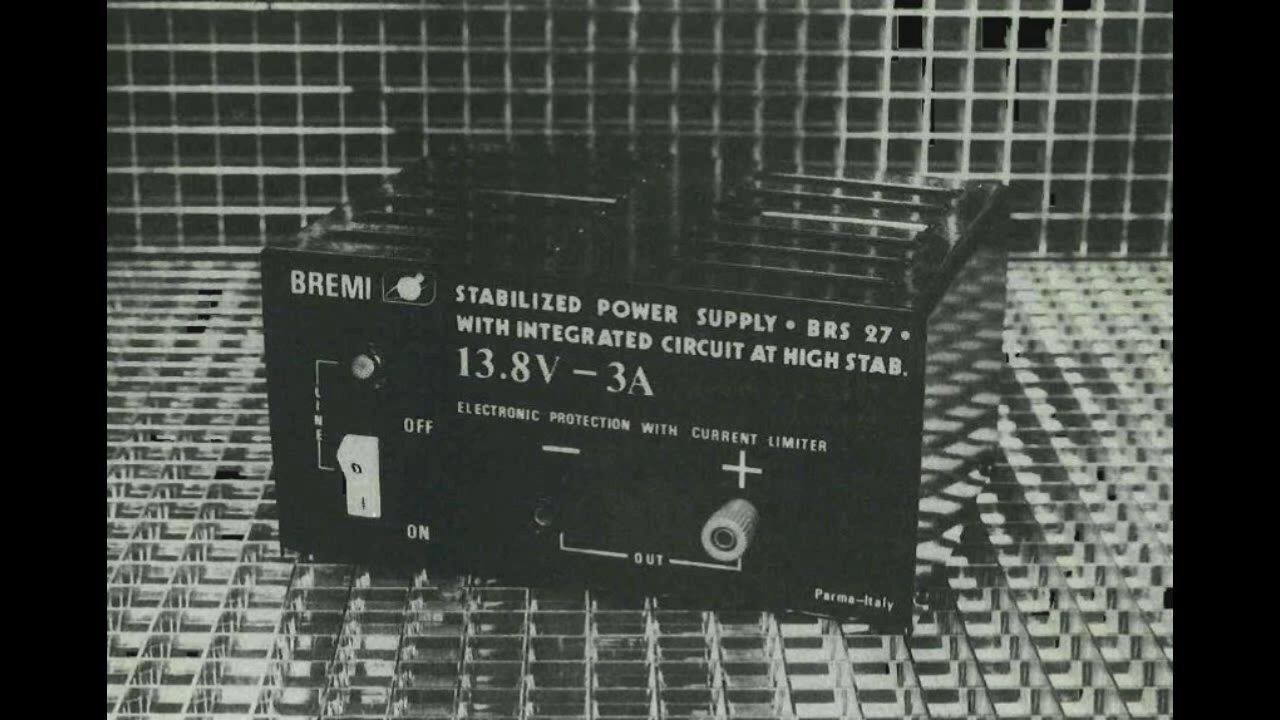 BREMI
STABILIZED POWER SUPPLY • BRS 27 •
WITH INTEGRATED CIRCUIT AT HIGH STAB.
13.8V – 3A
ELECTRONIC PROTECTION WITH CURRENT LIMITER
LINE
OFF
0
I
ON
– +
OUT
Parma–Italy